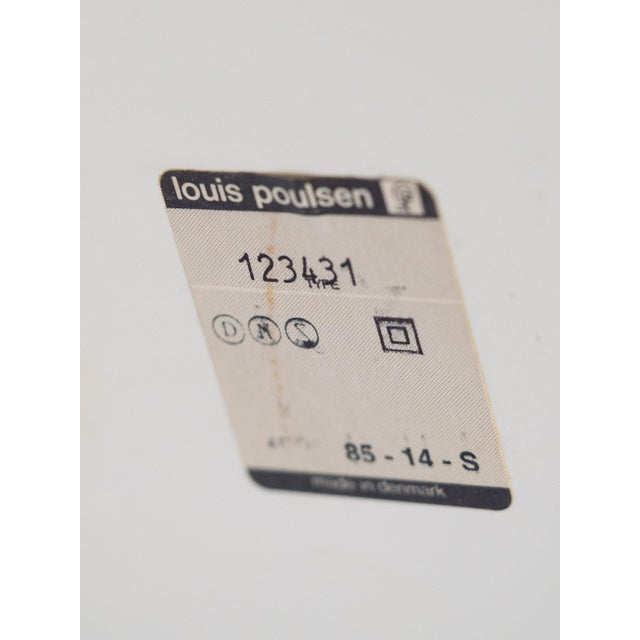 louis poulsen
123431
TYPE
D N S
85 - 14 - S
made in denmark